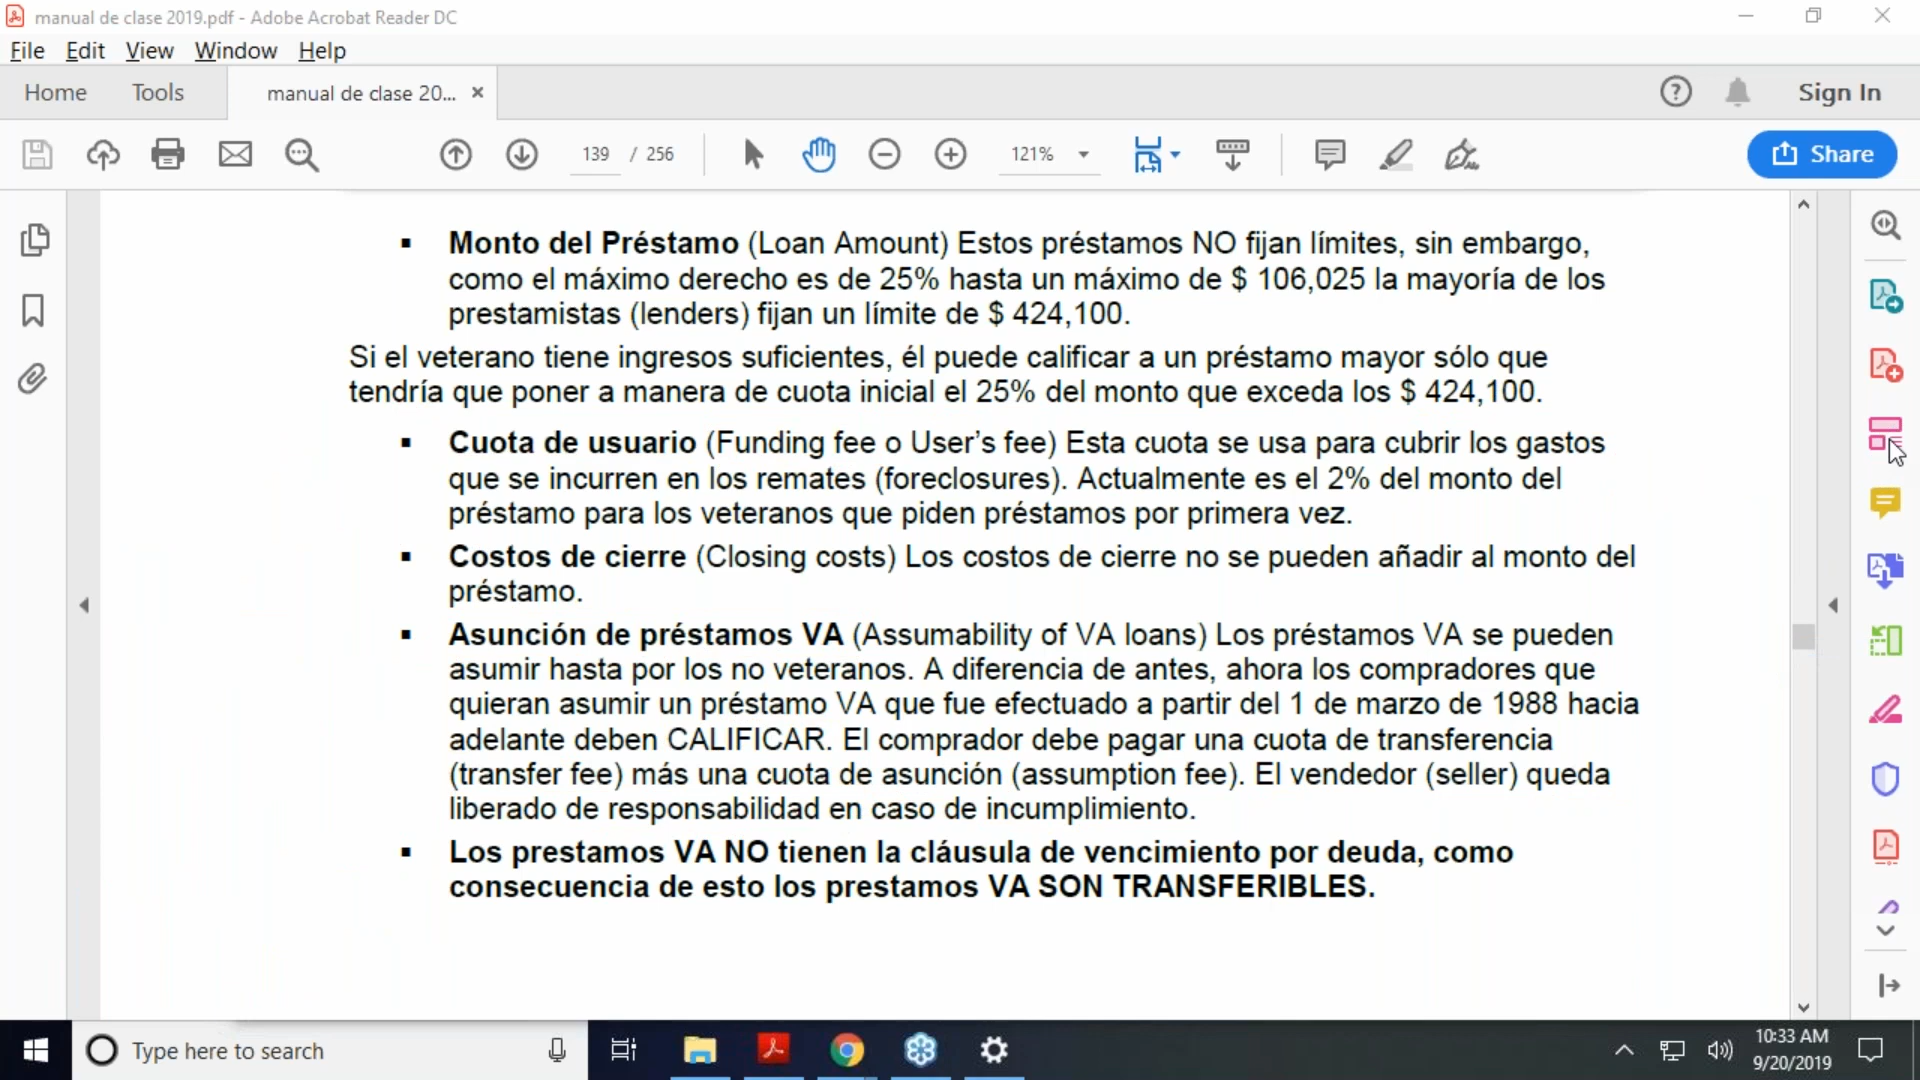 manual de clase 2019.pdf - Adobe Acrobat Reader DC
File Edit View Window Help
Home Tools manual de clase 20... × Sign In
139 / 256 121% Share
▪ Monto del Préstamo (Loan Amount) Estos préstamos NO fijan límites, sin embargo,
como el máximo derecho es de 25% hasta un máximo de $ 106,025 la mayoría de los
prestamistas (lenders) fijan un límite de $ 424,100.
Si el veterano tiene ingresos suficientes, él puede calificar a un préstamo mayor sólo que
tendría que poner a manera de cuota inicial el 25% del monto que exceda los $ 424,100.
▪ Cuota de usuario (Funding fee o User's fee) Esta cuota se usa para cubrir los gastos
que se incurren en los remates (foreclosures). Actualmente es el 2% del monto del
préstamo para los veteranos que piden préstamos por primera vez.
▪ Costos de cierre (Closing costs) Los costos de cierre no se pueden añadir al monto del
préstamo.
▪ Asunción de préstamos VA (Assumability of VA loans) Los préstamos VA se pueden
asumir hasta por los no veteranos. A diferencia de antes, ahora los compradores que
quieran asumir un préstamo VA que fue efectuado a partir del 1 de marzo de 1988 hacia
adelante deben CALIFICAR. El comprador debe pagar una cuota de transferencia
(transfer fee) más una cuota de asunción (assumption fee). El vendedor (seller) queda
liberado de responsabilidad en caso de incumplimiento.
▪ Los prestamos VA NO tienen la cláusula de vencimiento por deuda, como
consecuencia de esto los prestamos VA SON TRANSFERIBLES.
Type here to search
10:33 AM
9/20/2019